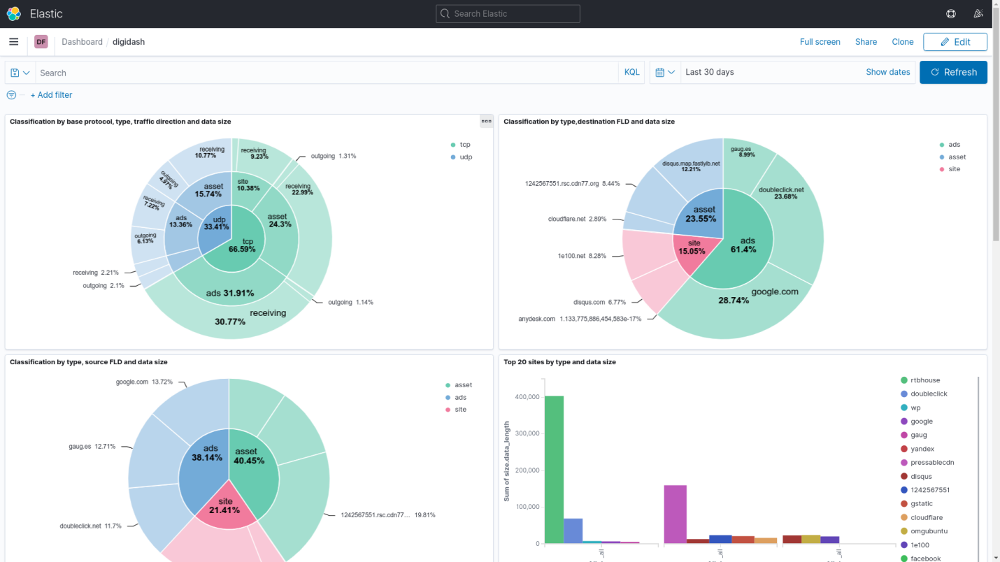 Elastic
Search Elastic
DF
Dashboard / digidash
Full screen
Share
Clone
Edit
Search
KQL
Last 30 days
Show dates
Refresh
+ Add filter
Classification by base protocol, type, traffic direction and data size
tcp
udp
receiving
10.77%
receiving
9.23%
outgoing 1.31%
outgoing
4.97%
asset
15.74%
site
10.38%
receiving
22.99%
receiving
7.22%
ads
13.36%
udp
33.41%
asset
24.3%
outgoing
6.13%
tcp
66.59%
receiving 2.21%
outgoing 2.1%
ads 31.91%
outgoing 1.14%
receiving
30.77%
Classification by type,destination FLD and data size
ads
asset
site
gaug.es
8.99%
disqus.map.fastlylb.net
12.21%
1242567551.rsc.cdn77.org 8.44%
doubleclick.net
23.68%
asset
23.55%
cloudflare.net 2.89%
site
15.05%
ads
61.4%
1e100.net 8.28%
google.com
28.74%
disqus.com 6.77%
anydesk.com 1.133,775,886,454,583e-17%
Classification by type, source FLD and data size
asset
ads
site
google.com 13.72%
gaug.es 12.71%
ads
38.14%
asset
40.45%
site
21.41%
1242567551.rsc.cdn77... 19.81%
doubleclick.net 11.7%
Top 20 sites by type and data size
Sum of size.data_length
400,000
300,000
200,000
100,000
0
_all
_all
_all
rtbhouse
doubleclick
wp
google
gaug
yandex
pressablecdn
disqus
1242567551
gstatic
cloudflare
omgubuntu
1e100
facebook